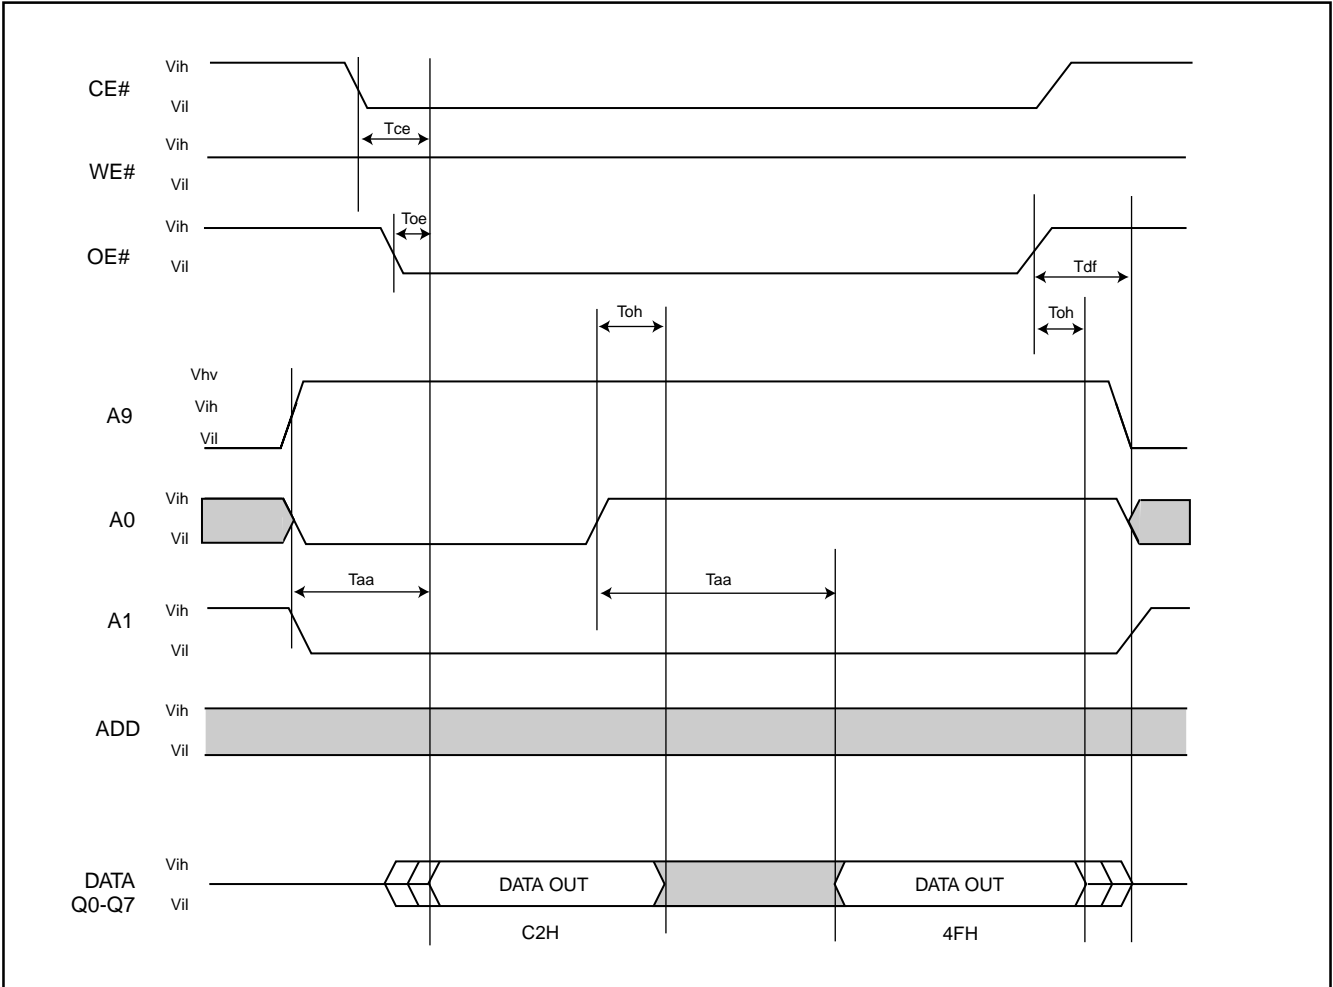 Vih
CE#
Vil
Tce
Vih
WE#
Vil
Vih
Toe
OE#
Vil
Tdf
Toh
Toh
Vhv
Vih
A9
Vil
Vih
A0
Vil
Taa
Taa
Vih
A1
Vil
Vih
ADD
Vil
Vih
DATA
Q0-Q7
Vil
DATA OUT
DATA OUT
C2H
4FH